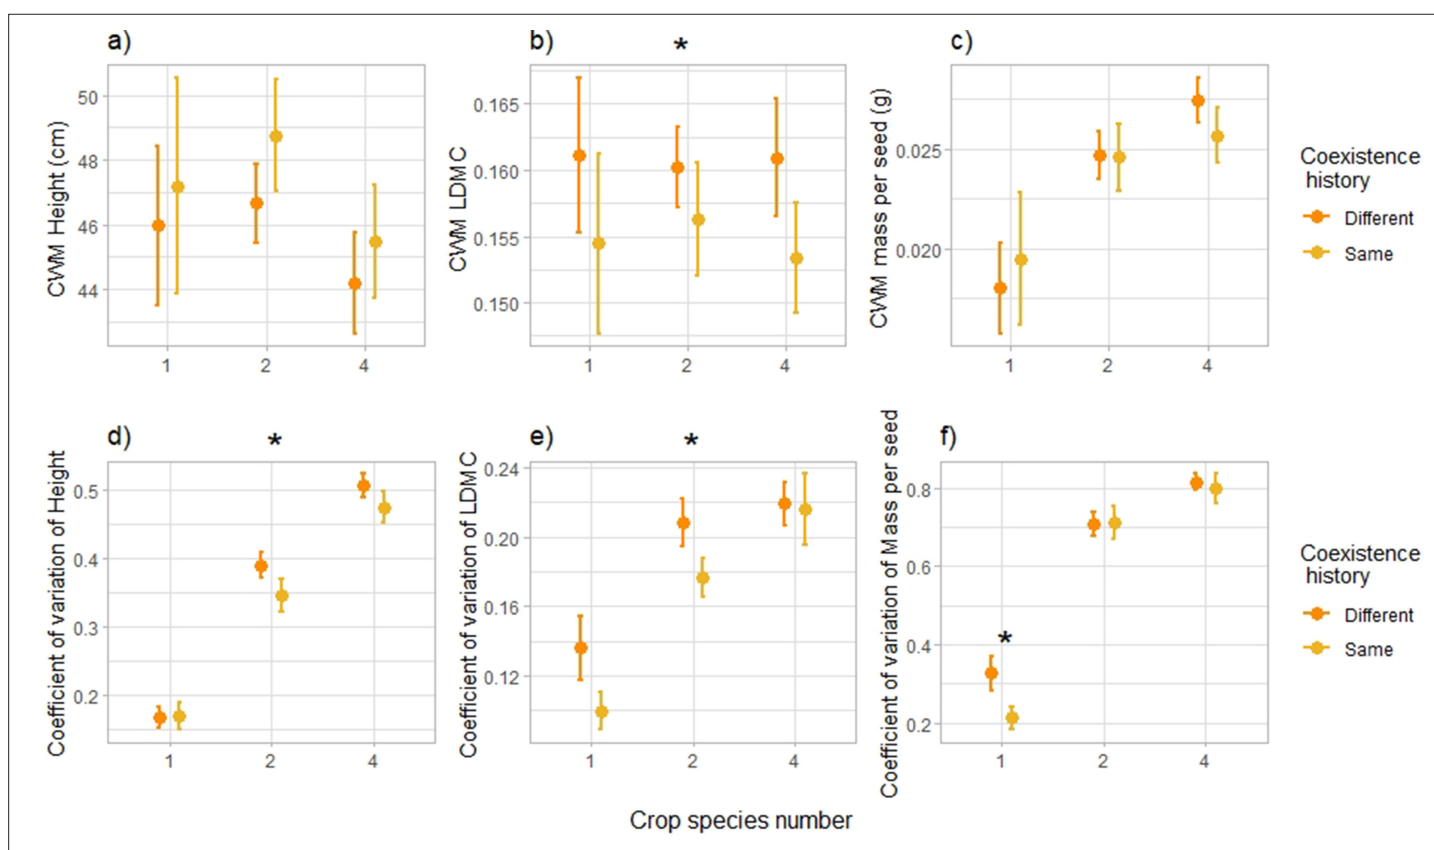 a)
CWM Height (cm)
50
48
46
44
1
2
4
b)
*
CWM LDMC
0.165
0.160
0.155
0.150
1
2
4
c)
CWM mass per seed (g)
0.025
0.020
1
2
4
Coexistence
history
Different
Same
d)
*
Coefficient of variation of Height
0.5
0.4
0.3
0.2
1
2
4
e)
*
Coefficient of variation of LDMC
0.24
0.20
0.16
0.12
1
2
4
f)
Coefficient of variation of Mass per seed
0.8
0.6
0.4
0.2
*
1
2
4
Coexistence
history
Different
Same
Crop species number